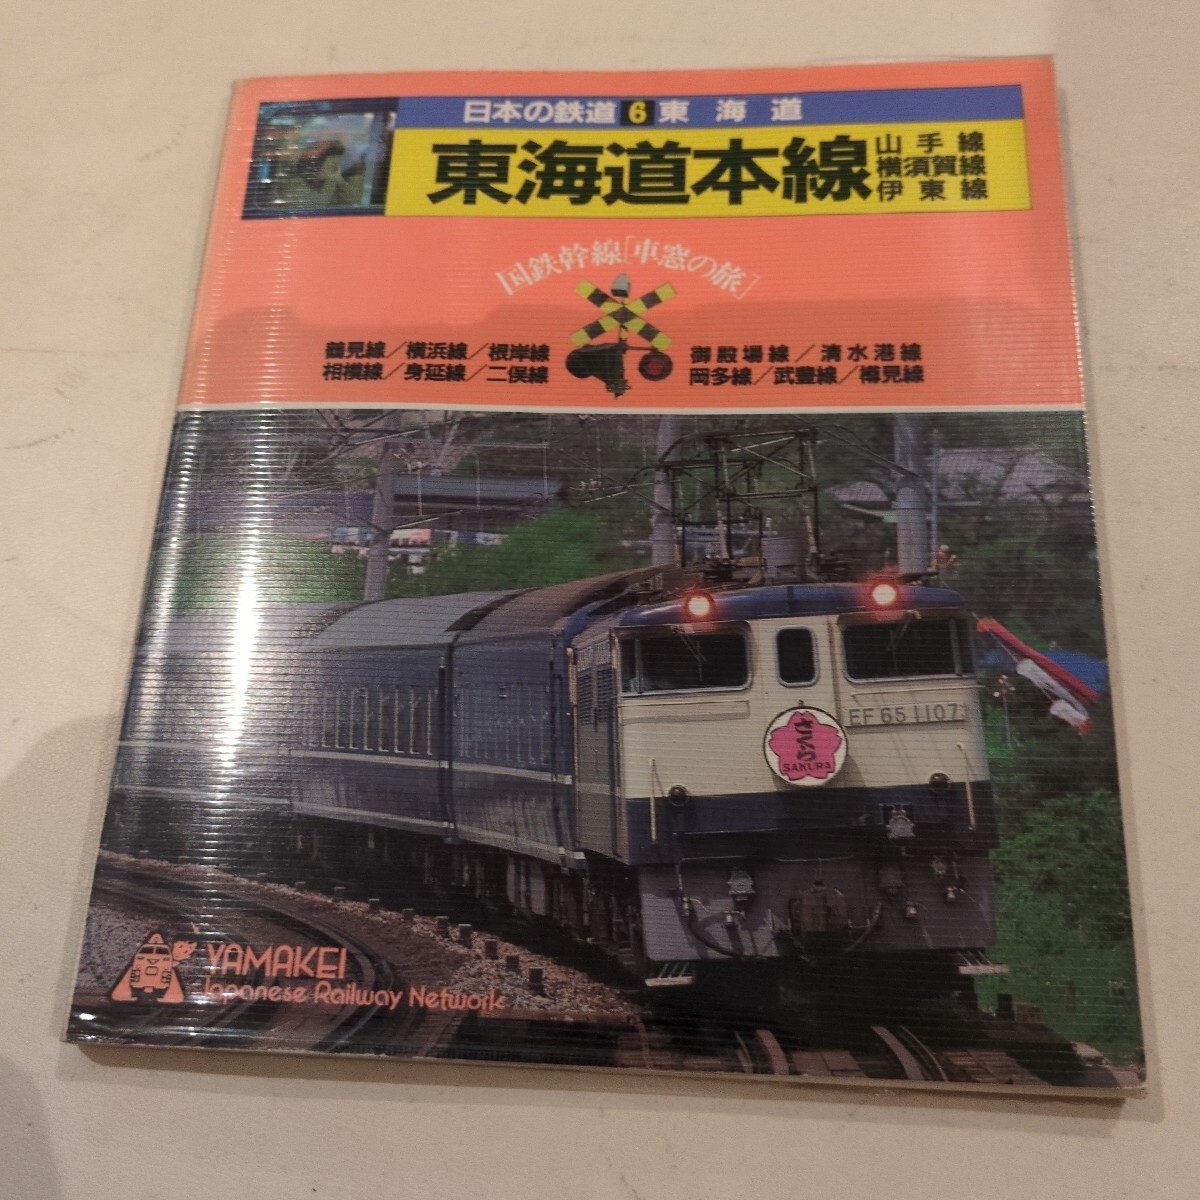 日本の鉄道 6 東海道
東海道本線
山手線
横須賀線
伊東線
国鉄幹線「車窓の旅」
鶴見線/横浜線/根岸線
相模線/身延線/二俣線
御殿場線/清水港線
岡多線/武豊線/樽見線
EF 65 1107
さくら
SAKURA
YAMAKEI
Japanese Railway Network